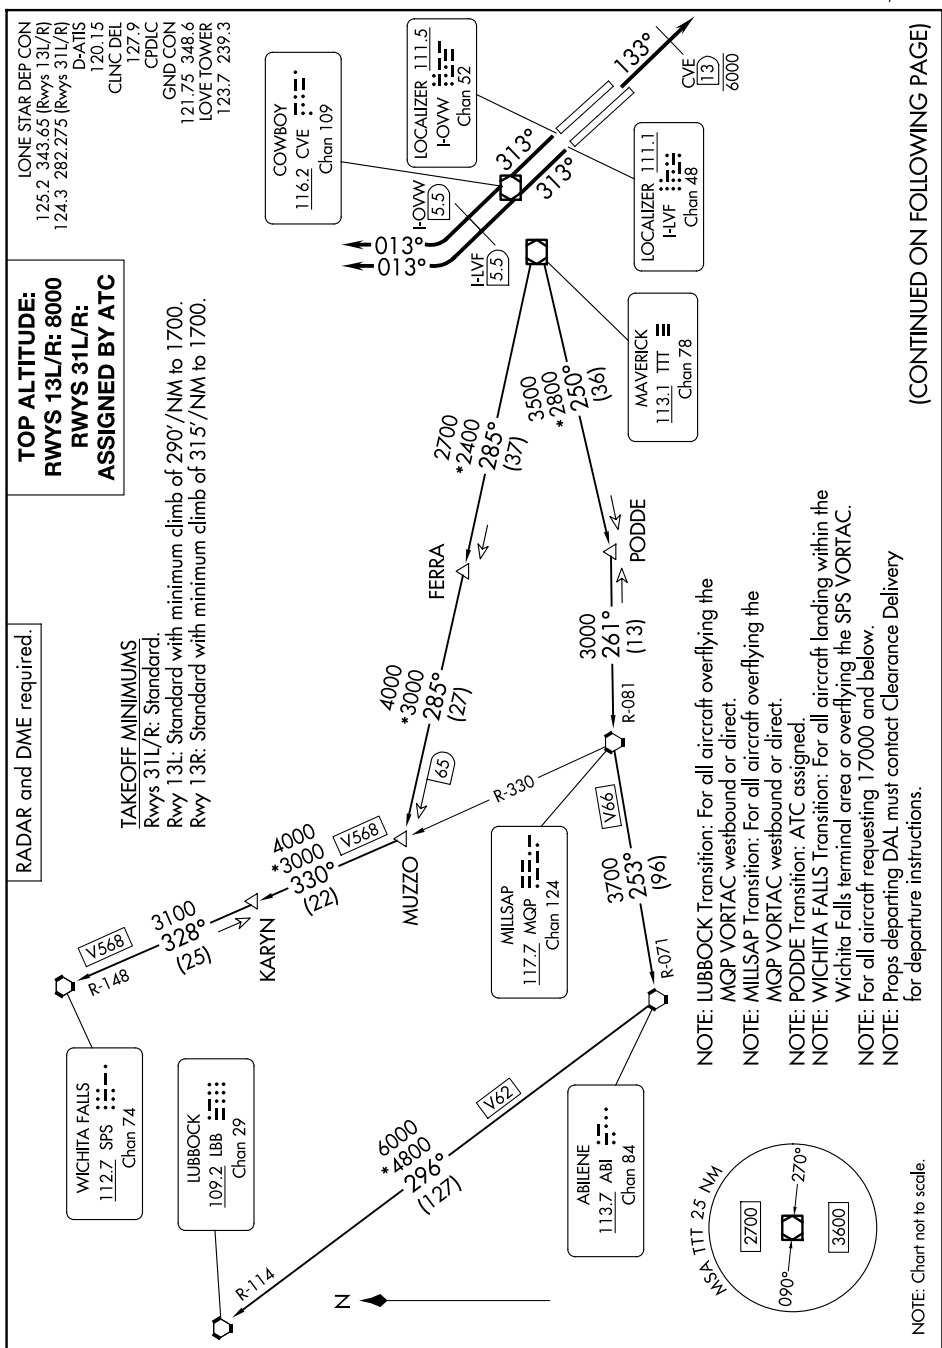 RADAR and DME required.
TOP ALTITUDE:
RWYS 13L/R: 8000
RWYS 31L/R:
ASSIGNED BY ATC
LONE STAR DEP CON
125.2 343.65 (Rwys 13L/R)
124.3 282.275 (Rwys 31L/R)
D-ATIS
120.15
CLNC DEL
127.9
CPDLC
GND CON
121.75 348.6
LOVE TOWER
123.7 239.3
TAKEOFF MINIMUMS
Rwys 31L/R: Standard.
Rwy 13L: Standard with minimum climb of 290'/NM to 1700.
Rwy 13R: Standard with minimum climb of 315'/NM to 1700.
WICHITA FALLS
112.7 SPS
Chan 74
R-148
V568
3100
328°
(25)
KARYN
4000
*3000
330°
(22)
V568
MUZZO
LUBBOCK
109.2 LBB
Chan 29
R-114
6000
*4800
296°
(127)
V62
N
ABILENE
113.7 ABI
Chan 84
R-071
3700
253°
(96)
V66
MILLSAP
117.7 MQP
Chan 124
R-330
R-081
65
4000
*3000
285°
(27)
FERRA
2700
*2400
285°
(37)
3000
261°
(13)
PODDE
3500
*2800
250°
(36)
MAVERICK
113.1 TTT
Chan 78
COWBOY
116.2 CVE
Chan 109
LOCALIZER 111.5
I-OVW
Chan 52
LOCALIZER 111.1
I-LVF
Chan 48
013°
013°
I-OVW
5.5
I-LVF
5.5
313°
313°
133°
CVE
13
6000
NOTE: LUBBOCK Transition: For all aircraft overflying the
MQP VORTAC westbound or direct.
NOTE: MILLSAP Transition: For all aircraft overflying the
MQP VORTAC westbound or direct.
NOTE: PODDE Transition: ATC assigned.
NOTE: WICHITA FALLS Transition: For all aircraft landing within the
Wichita Falls terminal area or overflying the SPS VORTAC.
NOTE: For all aircraft requesting 17000 and below.
NOTE: Props departing DAL must contact Clearance Delivery
for departure instructions.
MSA TTT 25 NM
2700
090°
270°
3600
NOTE: Chart not to scale.
(CONTINUED ON FOLLOWING PAGE)